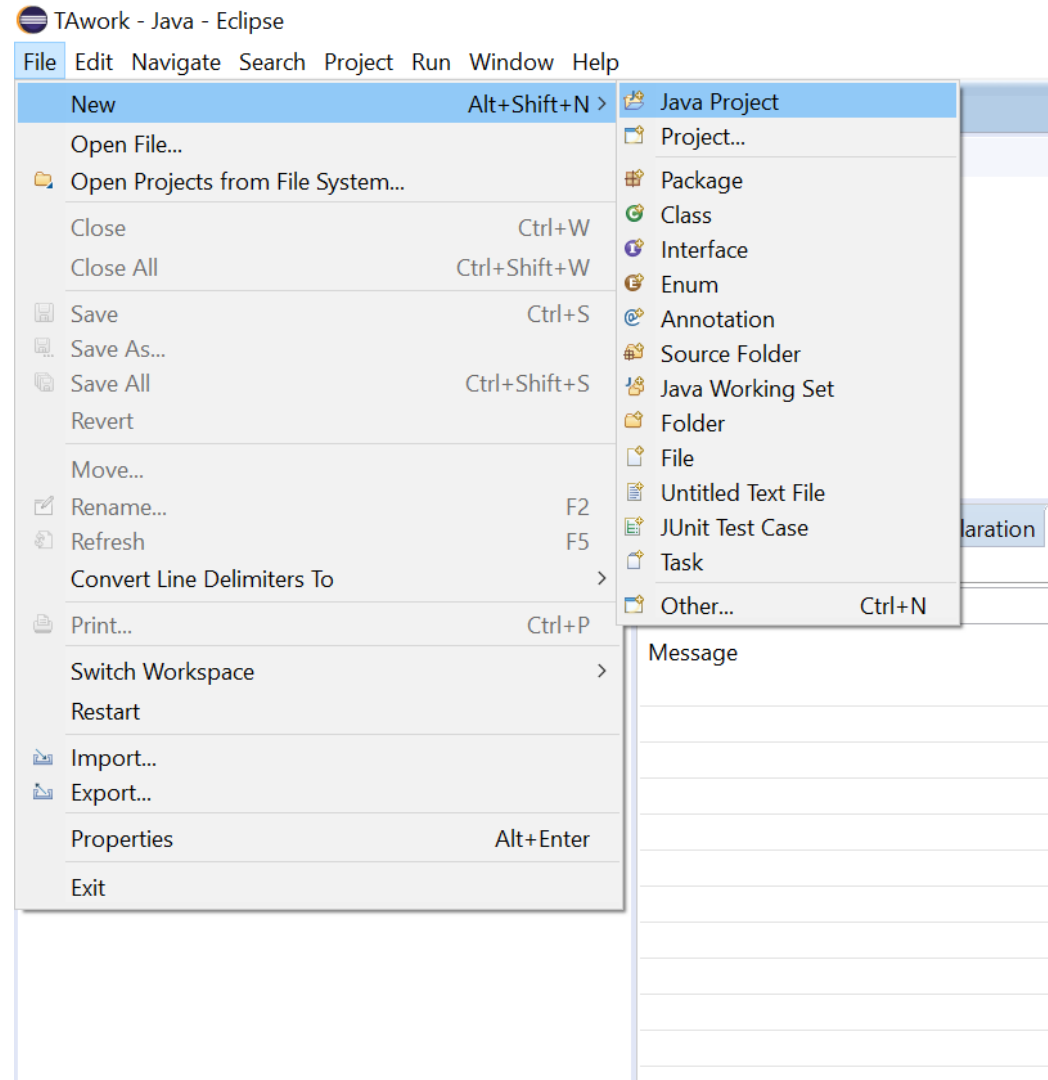 TAwork - Java - Eclipse
File Edit Navigate Search Project Run Window Help
New Alt+Shift+N >
Open File...
Open Projects from File System...
Close Ctrl+W
Close All Ctrl+Shift+W
Save Ctrl+S
Save As...
Save All Ctrl+Shift+S
Revert
Move...
Rename... F2
Refresh F5
Convert Line Delimiters To >
Print... Ctrl+P
Switch Workspace >
Restart
Import...
Export...
Properties Alt+Enter
Exit
Java Project
Project...
Package
Class
Interface
Enum
Annotation
Source Folder
Java Working Set
Folder
File
Untitled Text File
JUnit Test Case
Task
Other... Ctrl+N
laration
Message